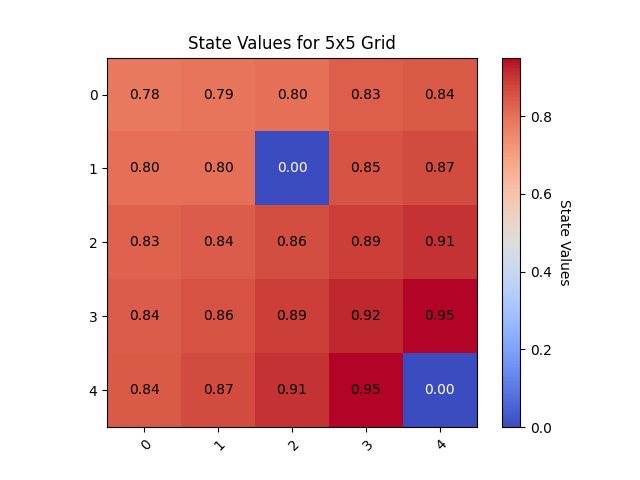 State Values for 5x5 Grid
0 0.78 0.79 0.80 0.83 0.84
1 0.80 0.80 0.00 0.85 0.87
2 0.83 0.84 0.86 0.89 0.91
3 0.84 0.86 0.89 0.92 0.95
4 0.84 0.87 0.91 0.95 0.00
0 1 2 3 4
0.8
0.6
0.4
0.2
0.0
State Values